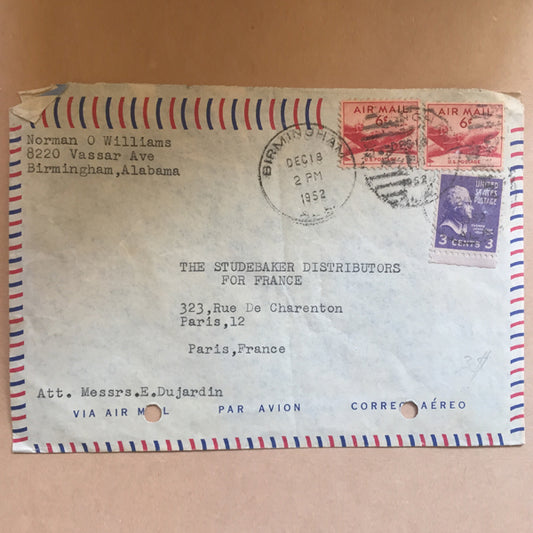 Norman O Williams
8220 Vassar Ave
Birmingham,Alabama
BIRMINGHAM
DEC 18
2 PM
1952
ALA.
AIR MAIL
6¢
AIR MAIL
6¢
UNITED
STATES
POSTAGE
3 CENTS 3
THE STUDEBAKER DISTRIBUTORS
FOR FRANCE
323,Rue De Charenton
Paris,12
Paris,France
Att. Messrs.E.Dujardin
VIA AIR M L PAR AVION CORREO AÉREO